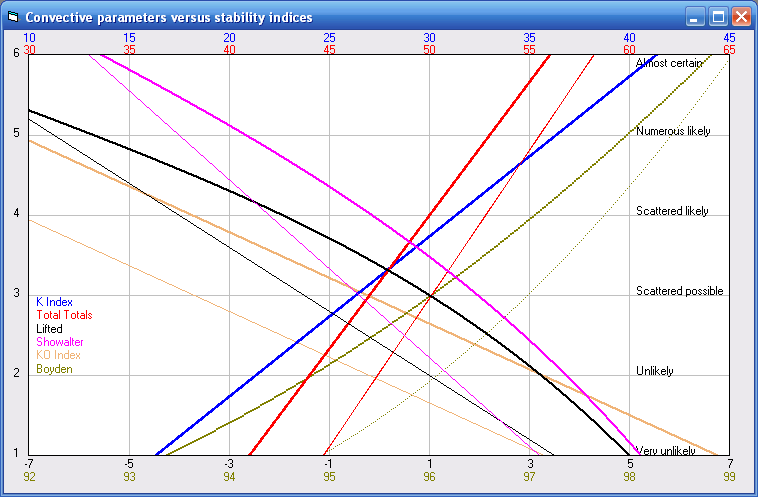 Convective parameters versus stability indices
10 15 20 25 30 35 40 45
30 35 40 45 50 55 60 65
6
Almost certain
5
Numerous likely
4
Scattered likely
3
Scattered possible
K Index
Total Totals
Lifted
Showalter
KO Index
Boyden
2
Unlikely
1
Very unlikely
-7 -5 -3 -1 1 3 5 7
92 93 94 95 96 97 98 99